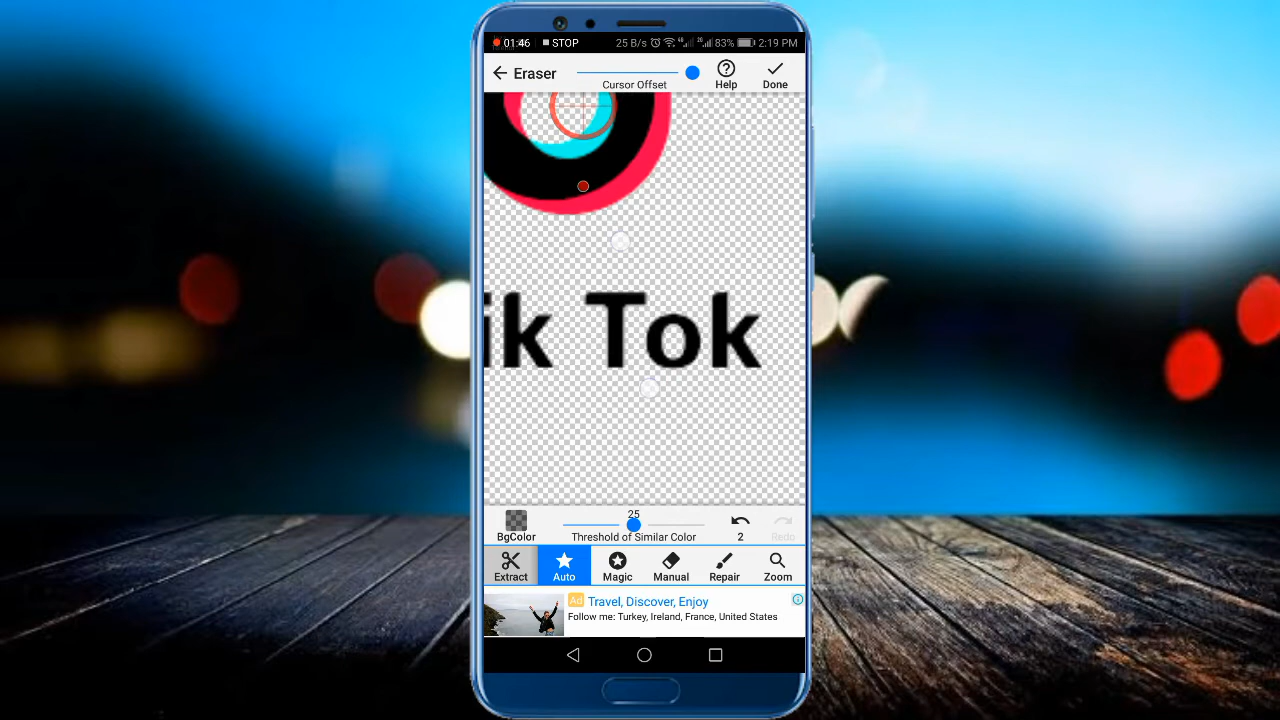 01:46 STOP 25 B/s 83% 2:19 PM
Eraser
Cursor Offset
Help
Done
ik Tok
25
BgColor
Threshold of Similar Color
2
Redo
Extract
Auto
Magic
Manual
Repair
Zoom
Ad Travel, Discover, Enjoy
Follow me: Turkey, Ireland, France, United States